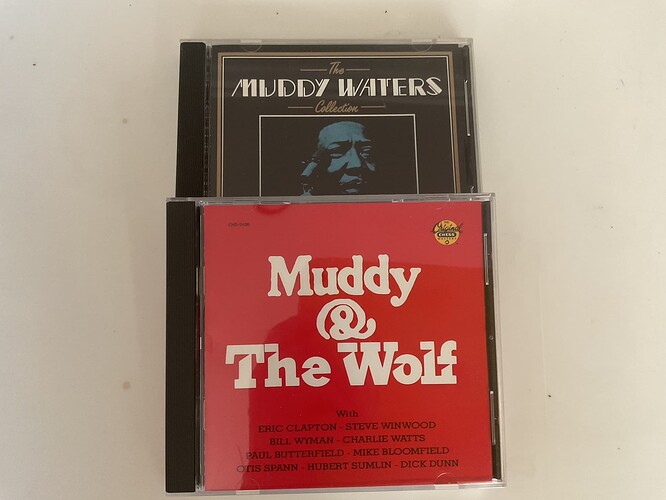 The
MUDDY WATERS
Collection
CHESS
Muddy
&
The Wolf
With
ERIC CLAPTON - STEVE WINWOOD
BILL WYMAN - CHARLIE WATTS
PAUL BUTTERFIELD - MIKE BLOOMFIELD
OTIS SPANN - HUBERT SUMLIN - DICK DUNN